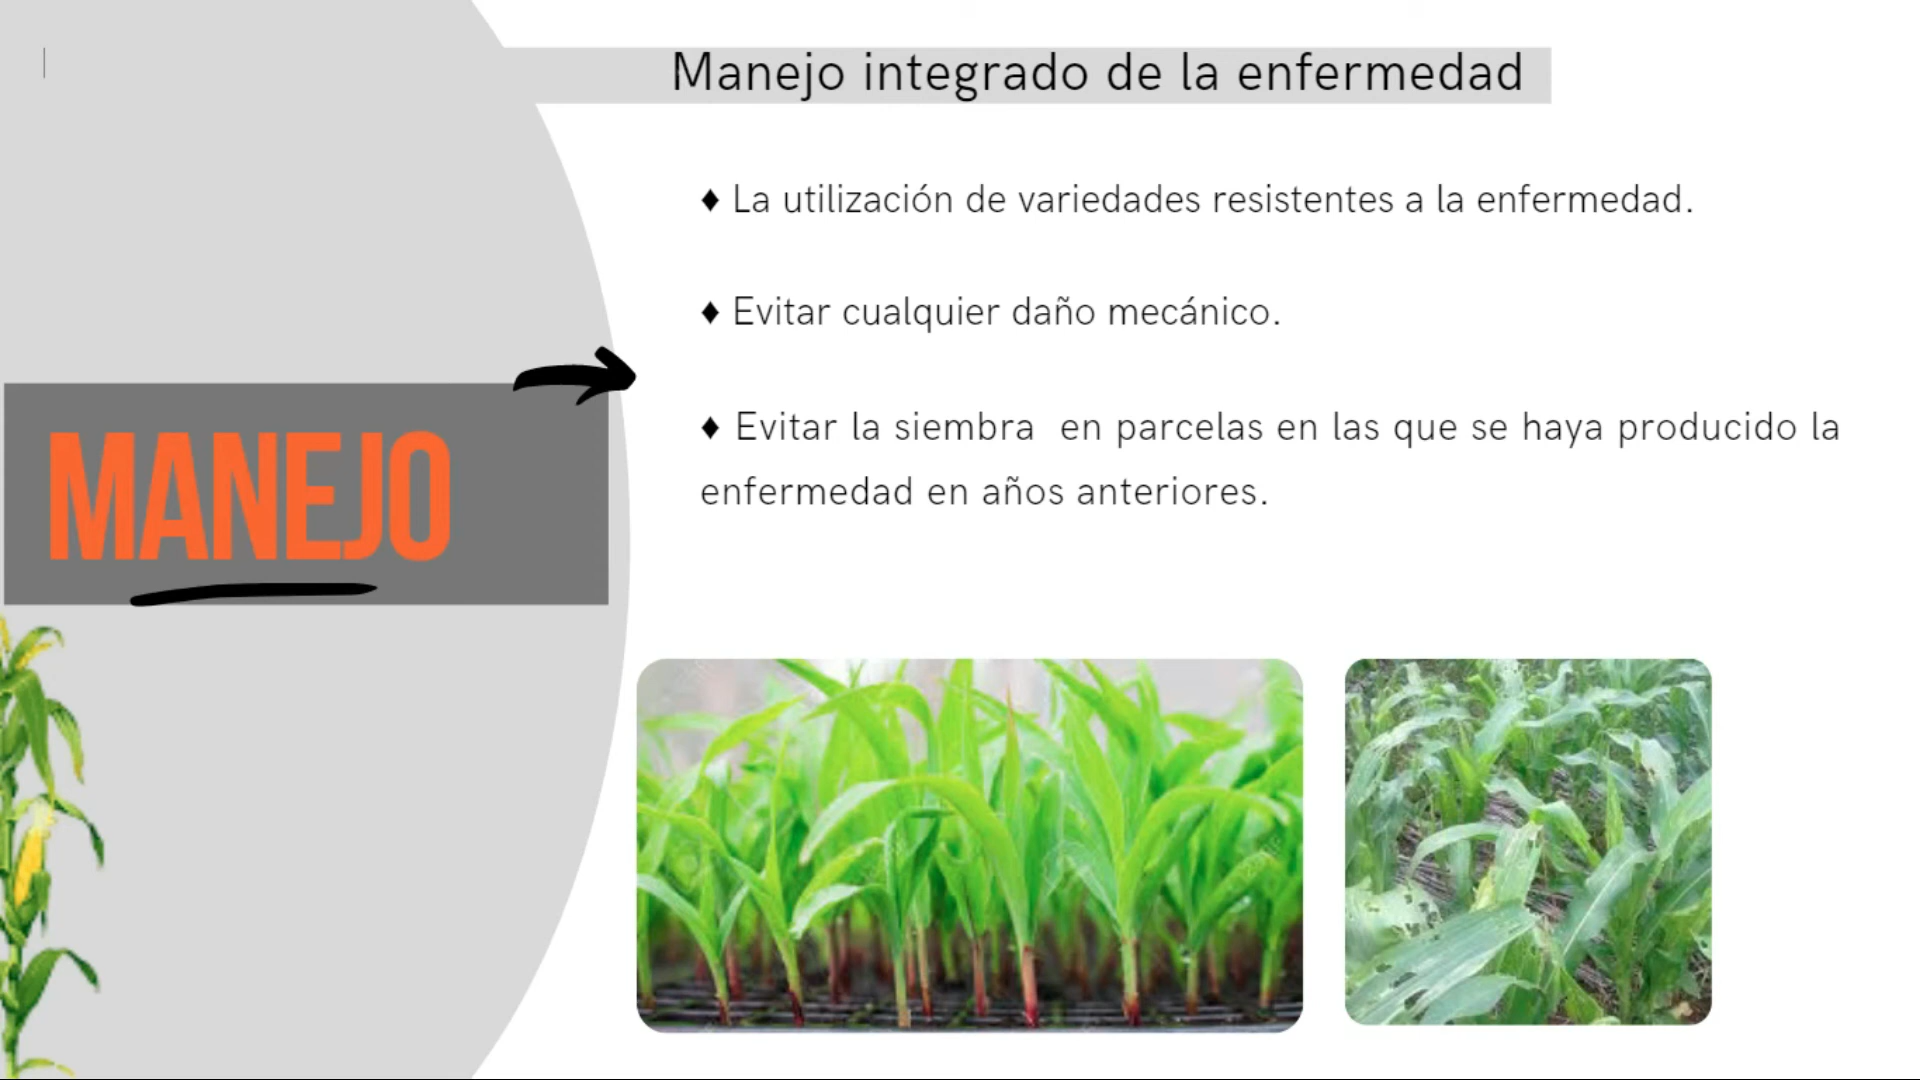 Manejo integrado de la enfermedad
♦ La utilización de variedades resistentes a la enfermedad.
♦ Evitar cualquier daño mecánico.
♦ Evitar la siembra en parcelas en las que se haya producido la
enfermedad en años anteriores.
MANEJO